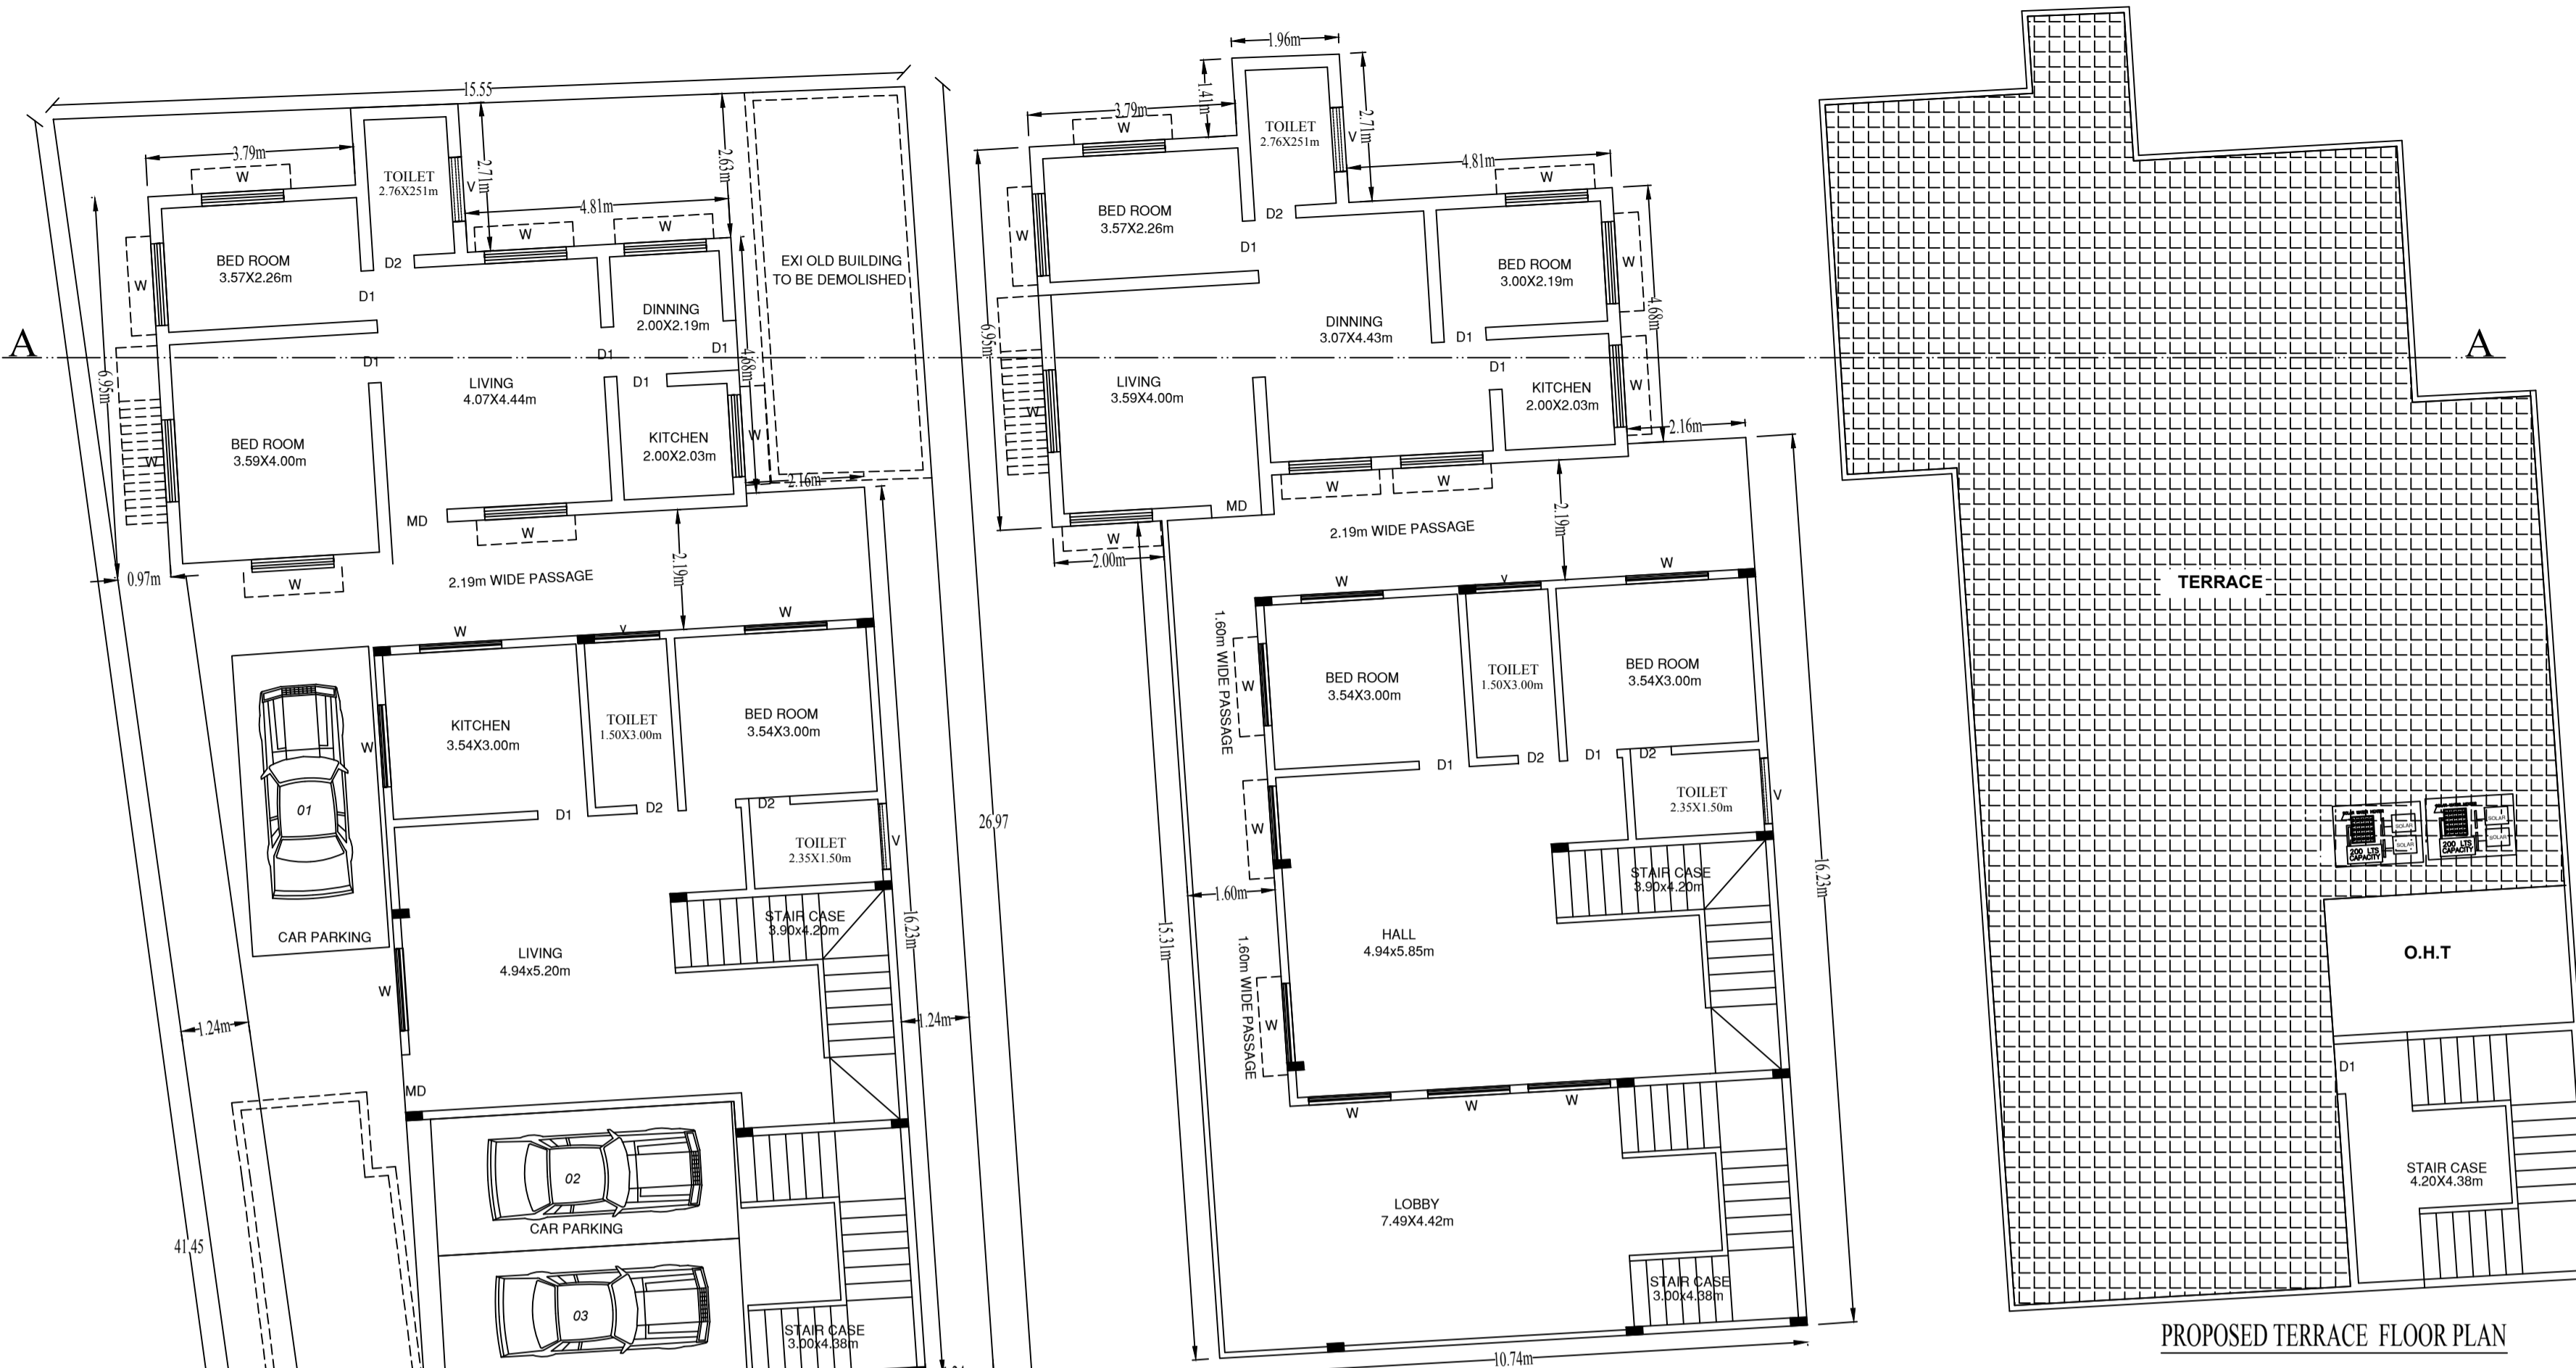 15.55
3.79m
W
TOILET
2.76X251m
V
2.71m
2.63m
4.81m
W
W
BED ROOM
3.57X2.26m
W
D2
D1
EXI OLD BUILDING
TO BE DEMOLISHED
DINNING
2.00X2.19m
A
6.95m
D1
D1
D1
4.68m
D1
LIVING
4.07X4.44m
BED ROOM
3.59X4.00m
W
KITCHEN
2.00X2.03m
W
2.16m
MD
W
0.97m
W
2.19m WIDE PASSAGE
2.19m
W
V
W
KITCHEN
3.54X3.00m
W
TOILET
1.50X3.00m
BED ROOM
3.54X3.00m
01
CAR PARKING
D1
D2
D2
TOILET
2.35X1.50m
V
26.97
STAIR CASE
3.90x4.20m
16.23m
LIVING
4.94x5.20m
W
1.24m
1.24m
MD
02
CAR PARKING
41.45
03
STAIR CASE
3.00x4.38m
1.96m
1.41m
3.79m
W
TOILET
2.76X251m
V
2.71m
4.81m
W
BED ROOM
3.57X2.26m
W
D2
D1
BED ROOM
3.00X2.19m
W
4.68m
6.95m
DINNING
3.07X4.43m
D1
D1
LIVING
3.59X4.00m
W
KITCHEN
2.00X2.03m
W
2.16m
W
W
MD
W
2.00m
2.19m WIDE PASSAGE
2.19m
W
V
W
1.60m WIDE PASSAGE
W
BED ROOM
3.54X3.00m
TOILET
1.50X3.00m
BED ROOM
3.54X3.00m
D1
D2
D1
D2
TOILET
2.35X1.50m
V
W
STAIR CASE
3.90x4.20m
16.23m
1.60m
15.31m
HALL
4.94x5.85m
1.60m WIDE PASSAGE
W
W
W
W
LOBBY
7.49X4.42m
STAIR CASE
3.00x4.38m
10.74m
A
TERRACE
SOLAR
SOLAR
200 LTS
CAPACITY
SOLAR
SOLAR
200 LTS
CAPACITY
O.H.T
D1
STAIR CASE
4.20X4.38m
PROPOSED TERRACE FLOOR PLAN